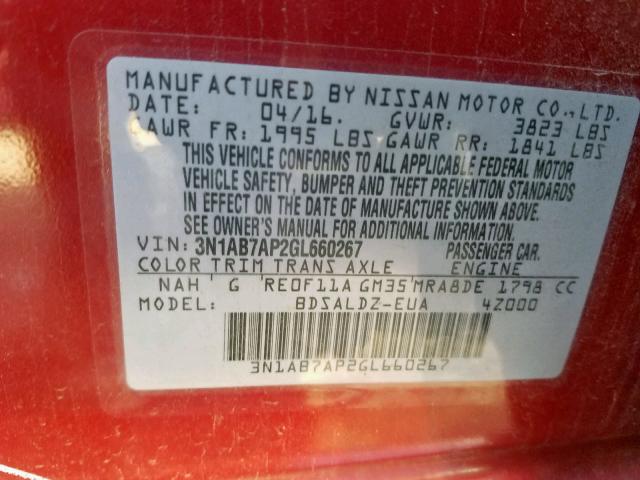 MANUFACTURED BY NISSAN MOTOR CO.,LTD.
DATE: 04/16. GVWR: 3823 LBS
GAWR FR: 1995 LBS GAWR RR: 1841 LBS
THIS VEHICLE CONFORMS TO ALL APPLICABLE FEDERAL MOTOR
VEHICLE SAFETY, BUMPER AND THEFT PREVENTION STANDARDS
IN EFFECT ON THE DATE OF MANUFACTURE SHOWN ABOVE.
SEE OWNER'S MANUAL FOR ADDITIONAL INFORMATION.
VIN: 3N1AB7AP2GL660267 PASSENGER CAR.
COLOR TRIM TRANS AXLE ENGINE
NAH G RE0F11A GM35 MRA8DE 1798 CC
MODEL: BDSALDZ-EUA 4Z000
3N1AB7AP2GL660267